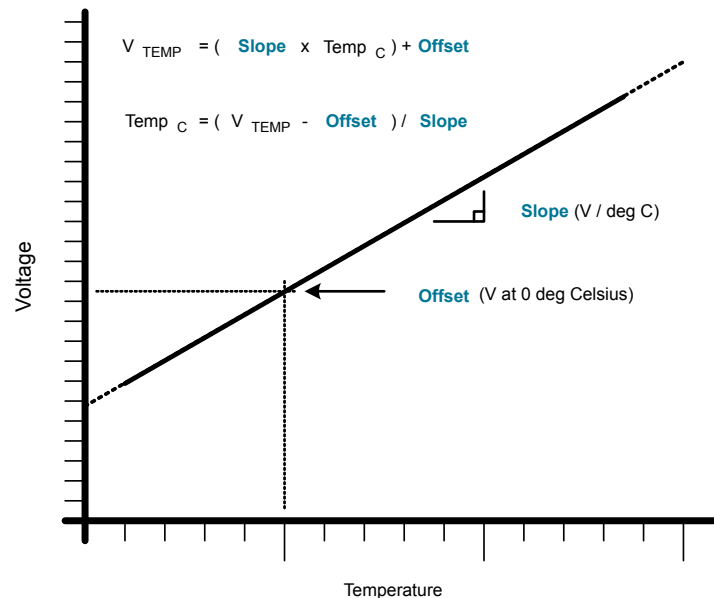 V TEMP = ( Slope x Temp C ) + Offset
Temp C = ( V TEMP - Offset ) / Slope
Slope (V / deg C)
Offset (V at 0 deg Celsius)
Voltage
Temperature